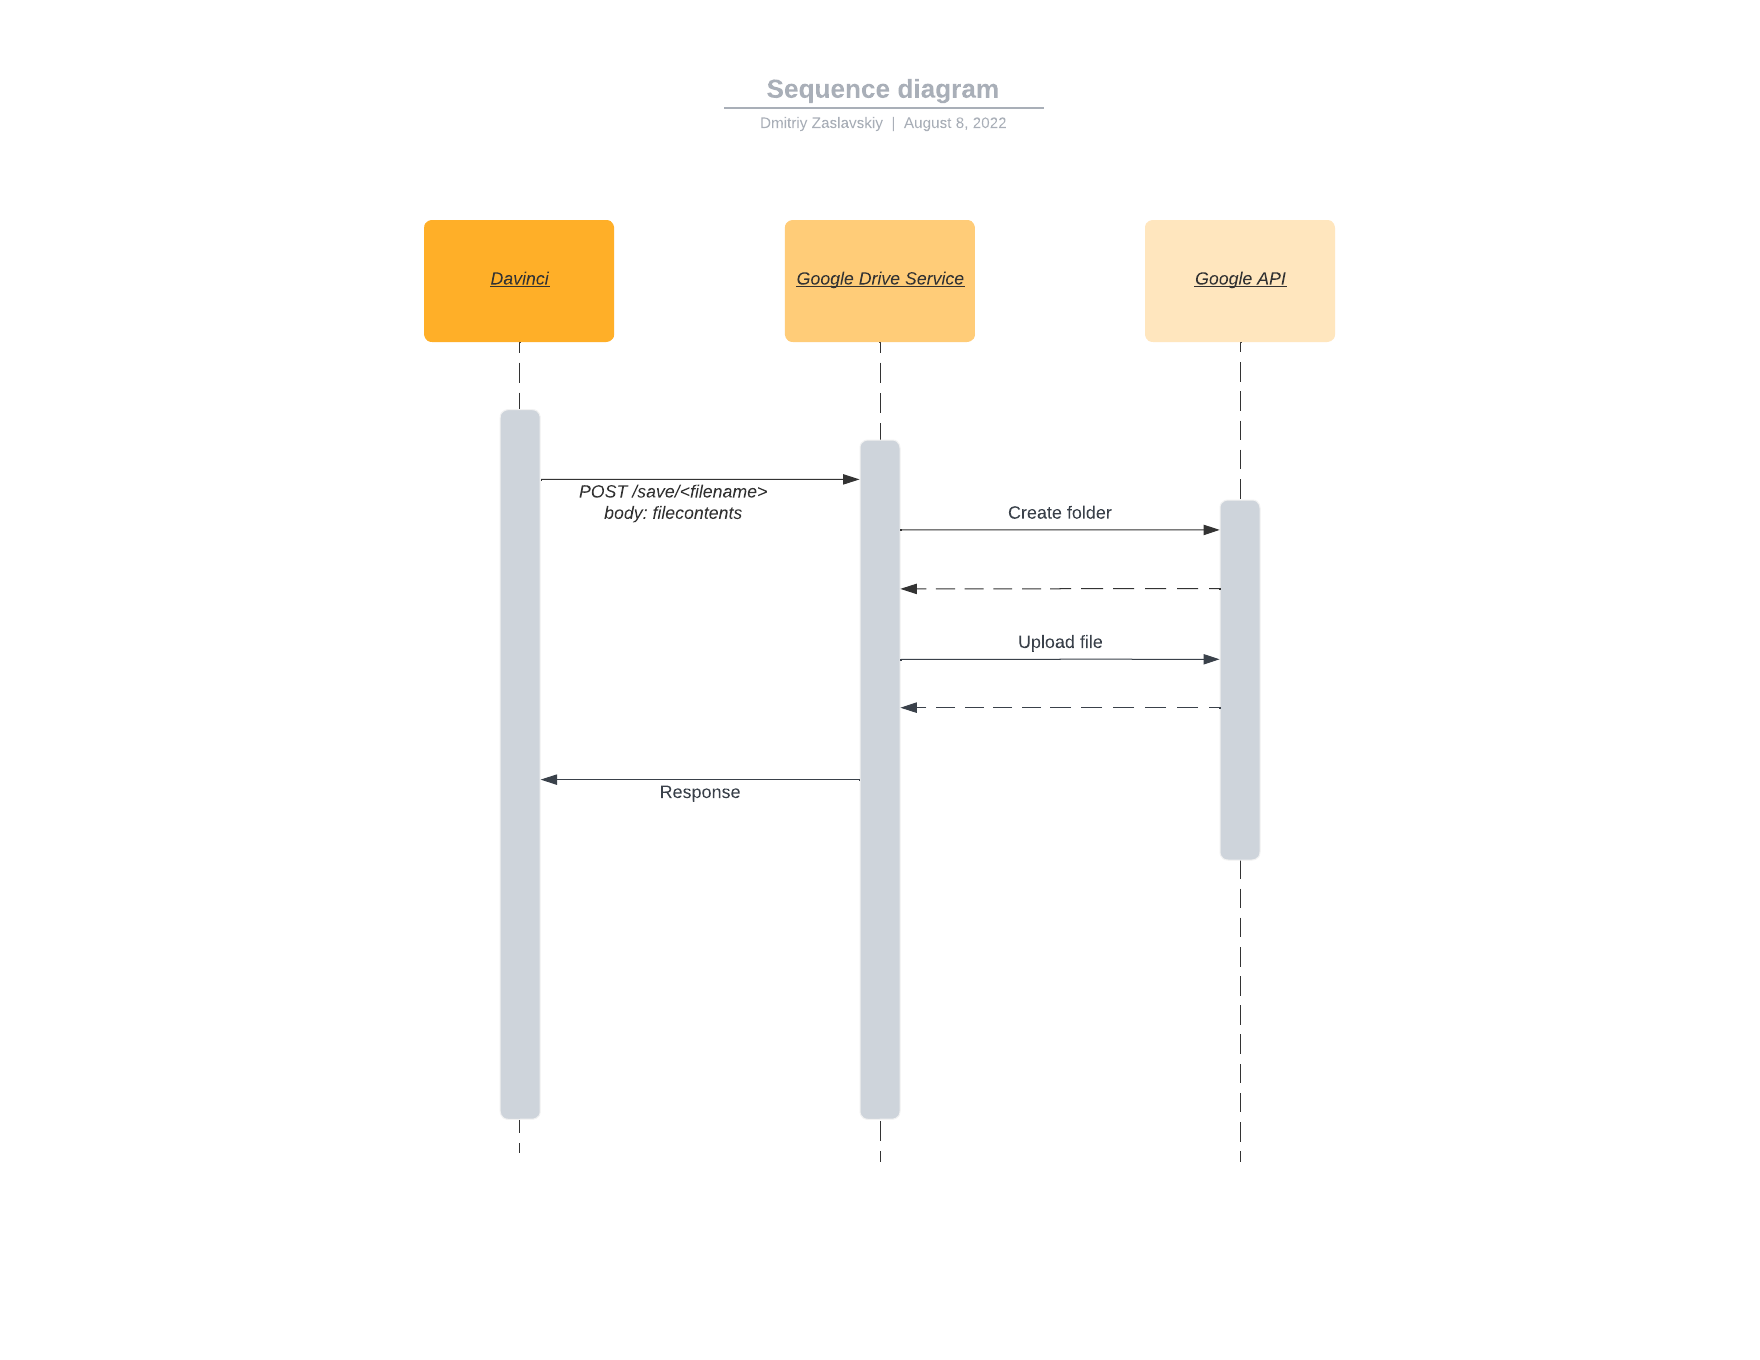 Sequence diagram
Dmitriy Zaslavskiy | August 8, 2022
Davinci
Google Drive Service
Google API
POST /save/<filename>
body: filecontents
Create folder
Upload file
Response